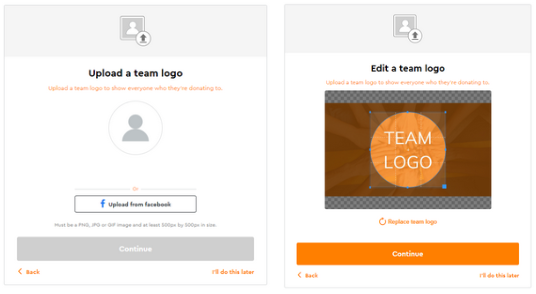 Upload a team logo
Upload a team logo to show everyone who they're donating to.
Or
Upload from facebook
Must be a PNG, JPG or GIF image and at least 500px by 500px in size.
Continue
Back
I'll do this later
Edit a team logo
Upload a team logo to show everyone who they're donating to.
TEAM
LOGO
Replace team logo
Continue
Back
I'll do this later